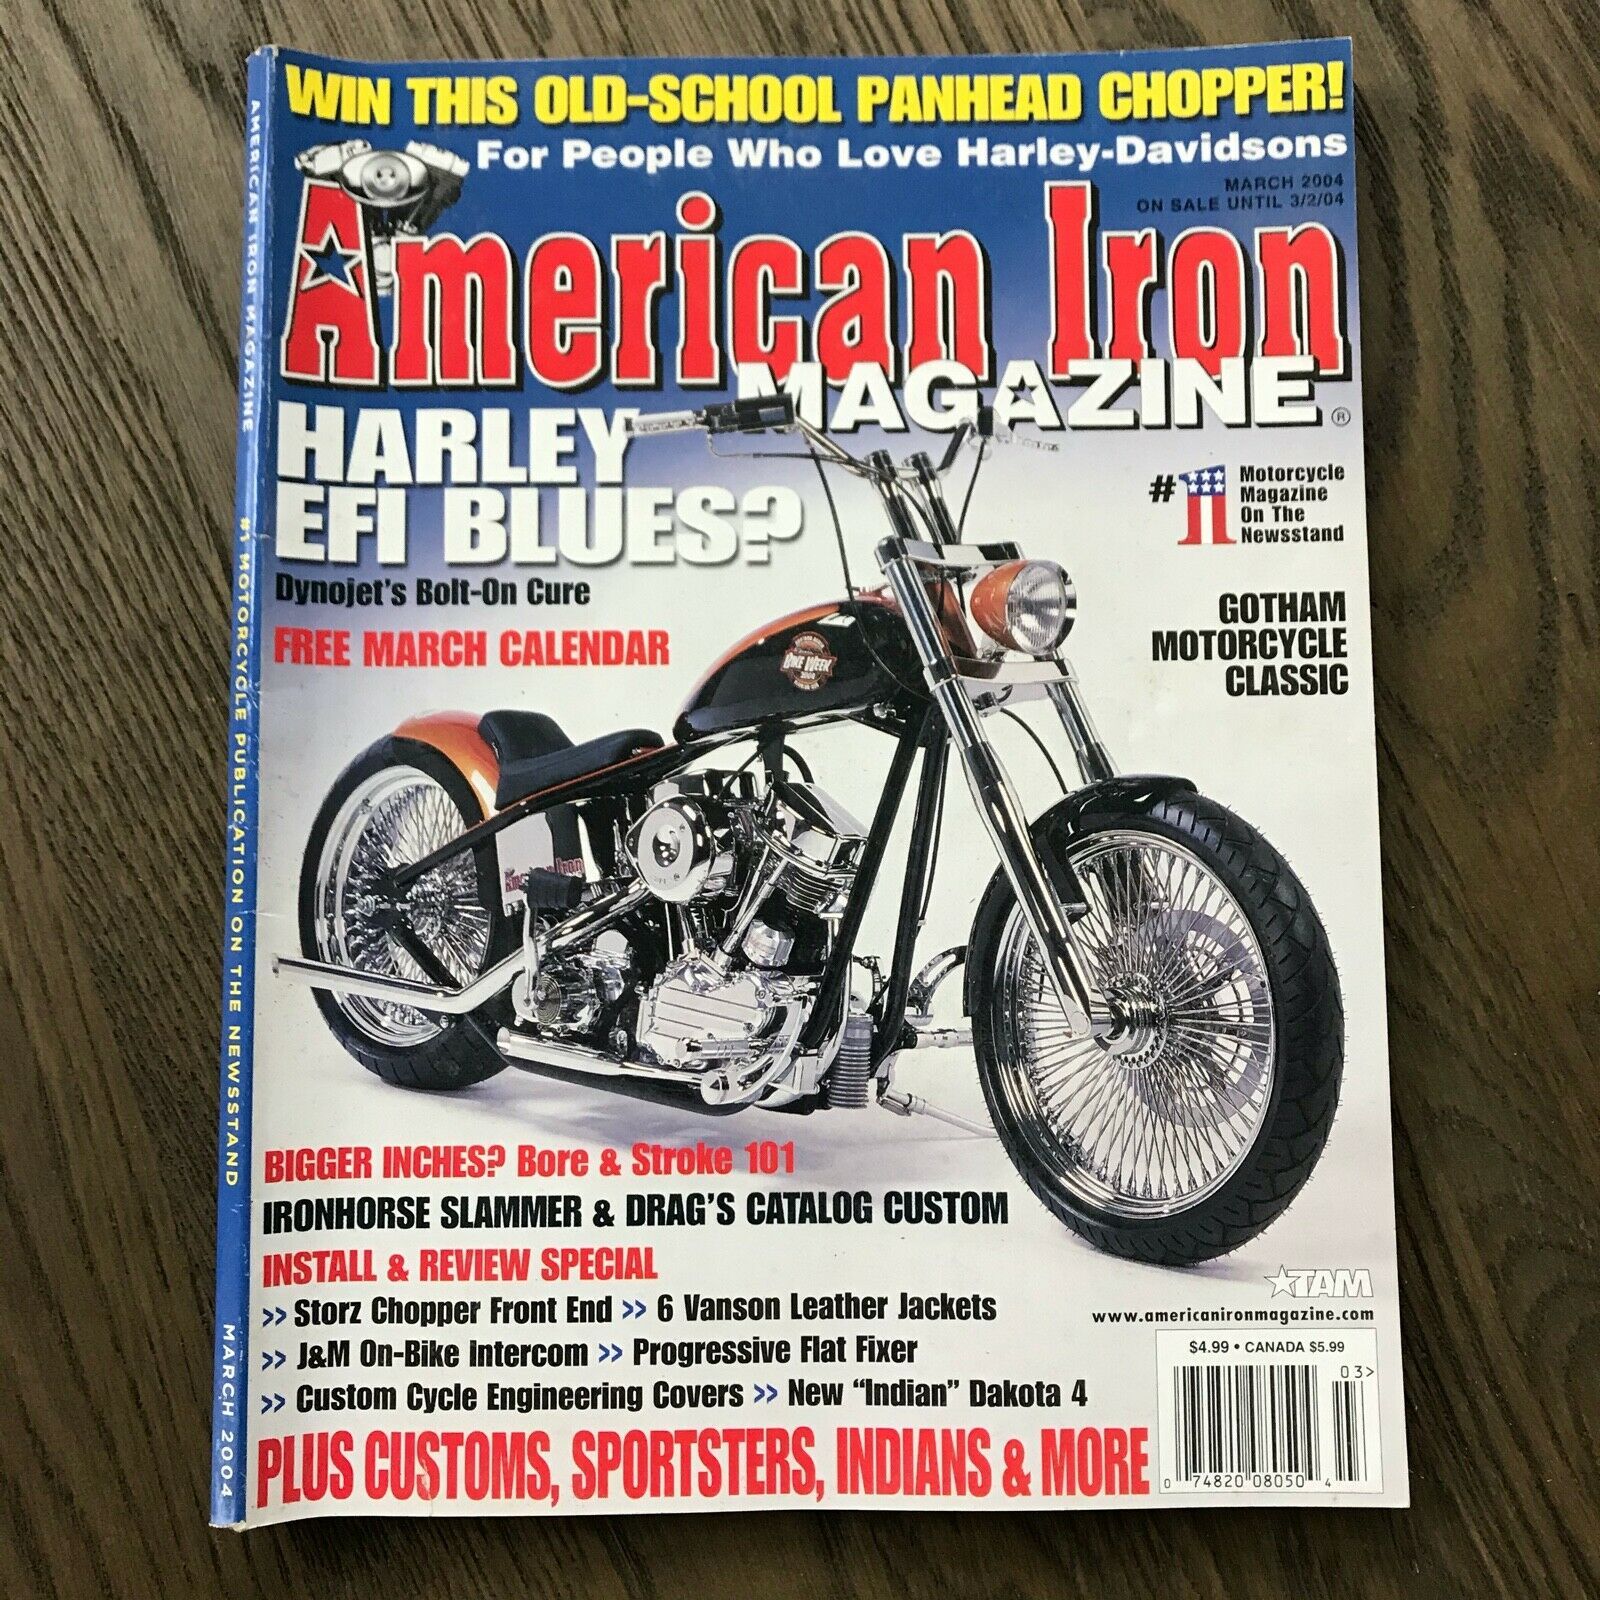 WIN THIS OLD-SCHOOL PANHEAD CHOPPER!
For People Who Love Harley-Davidsons
MARCH 2004
ON SALE UNTIL 3/2/04
American Iron
MAGAZINE ®
HARLEY
EFI BLUES?
Dynojet's Bolt-On Cure
FREE MARCH CALENDAR
#1 Motorcycle
Magazine
On The
Newsstand
GOTHAM
MOTORCYCLE
CLASSIC
BIKE WEEK
2004
American Iron
BIGGER INCHES? Bore & Stroke 101
IRONHORSE SLAMMER & DRAG'S CATALOG CUSTOM
INSTALL & REVIEW SPECIAL
>> Storz Chopper Front End >> 6 Vanson Leather Jackets
>> J&M On-Bike Intercom >> Progressive Flat Fixer
>> Custom Cycle Engineering Covers >> New “Indian” Dakota 4
PLUS CUSTOMS, SPORTSTERS, INDIANS & MORE
TAM
www.americanironmagazine.com
$4.99 • CANADA $5.99
03>
0 74820 08050 4
AMERICAN IRON MAGAZINE #1 MOTORCYCLE PUBLICATION ON THE NEWSSTAND MARCH 2004